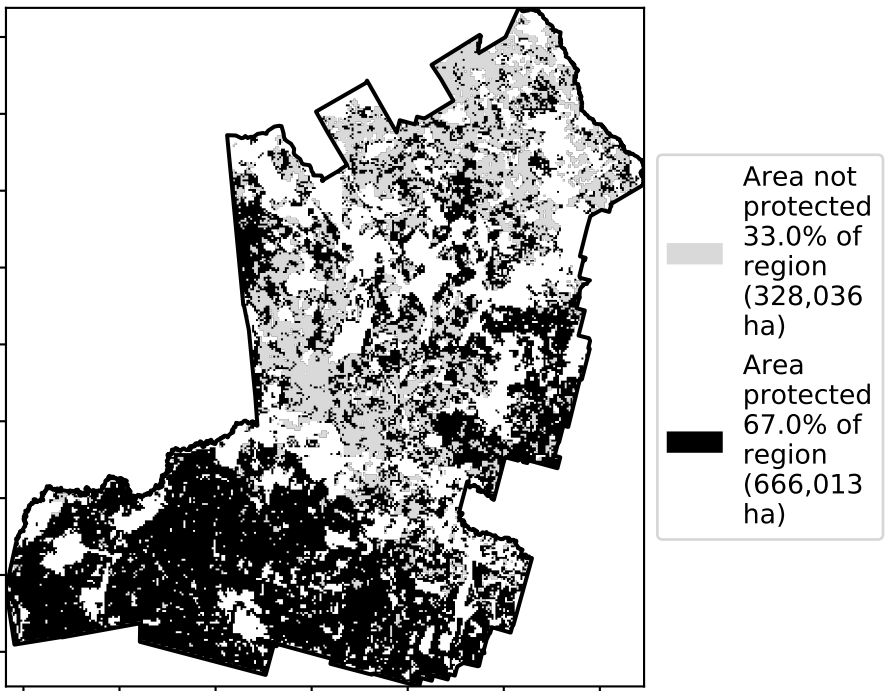 Area not
protected
33.0% of
region
(328,036
ha)
Area
protected
67.0% of
region
(666,013
ha)